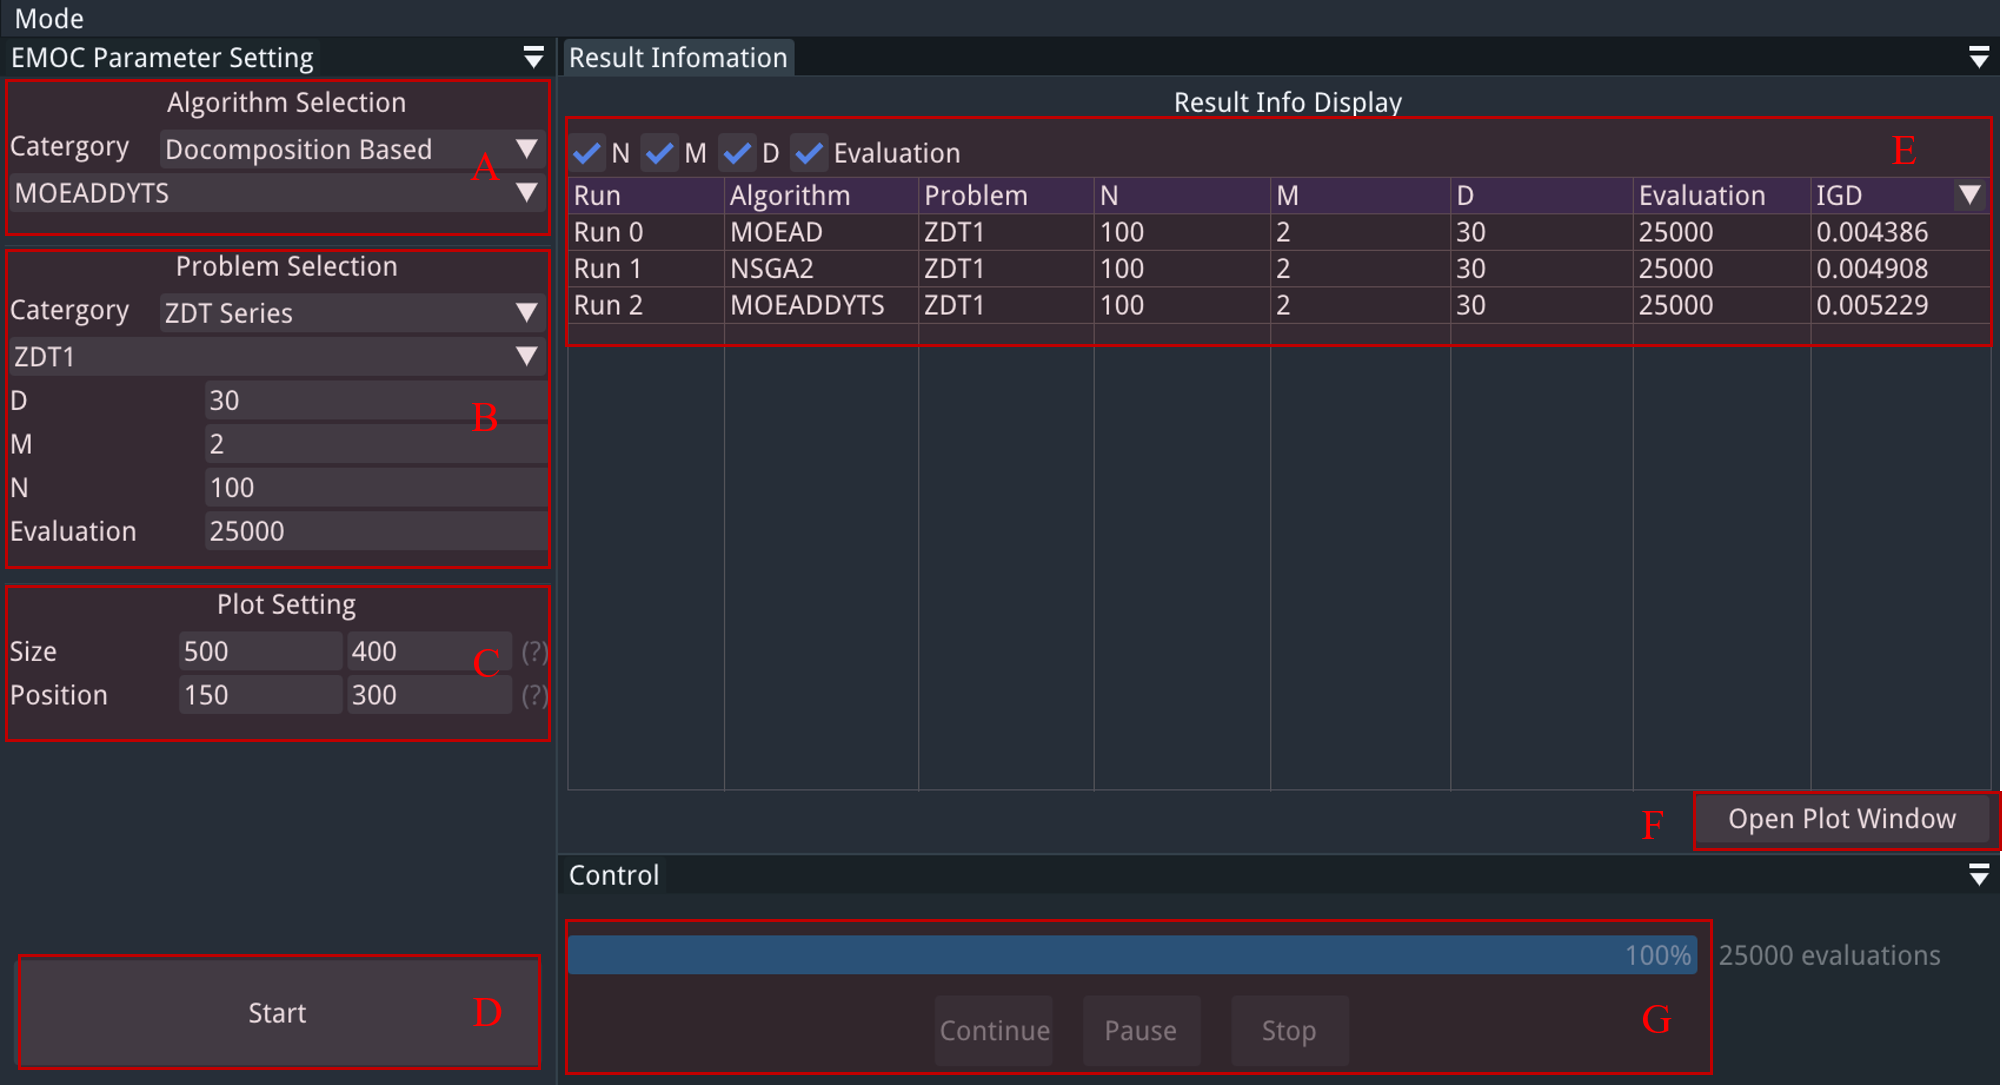 Mode
EMOC Parameter Setting
Algorithm Selection
Catergory Docomposition Based
A
MOEADDYTS
Problem Selection
Catergory ZDT Series
ZDT1
D 30
B
M 2
N 100
Evaluation 25000
Plot Setting
Size 500 400 (?)
C
Position 150 300 (?)
Start D
Result Infomation
Result Info Display
N M D Evaluation E
Run Algorithm Problem N M D Evaluation IGD
Run 0 MOEAD ZDT1 100 2 30 25000 0.004386
Run 1 NSGA2 ZDT1 100 2 30 25000 0.004908
Run 2 MOEADDYTS ZDT1 100 2 30 25000 0.005229
F Open Plot Window
Control
100% 25000 evaluations
Continue Pause Stop G